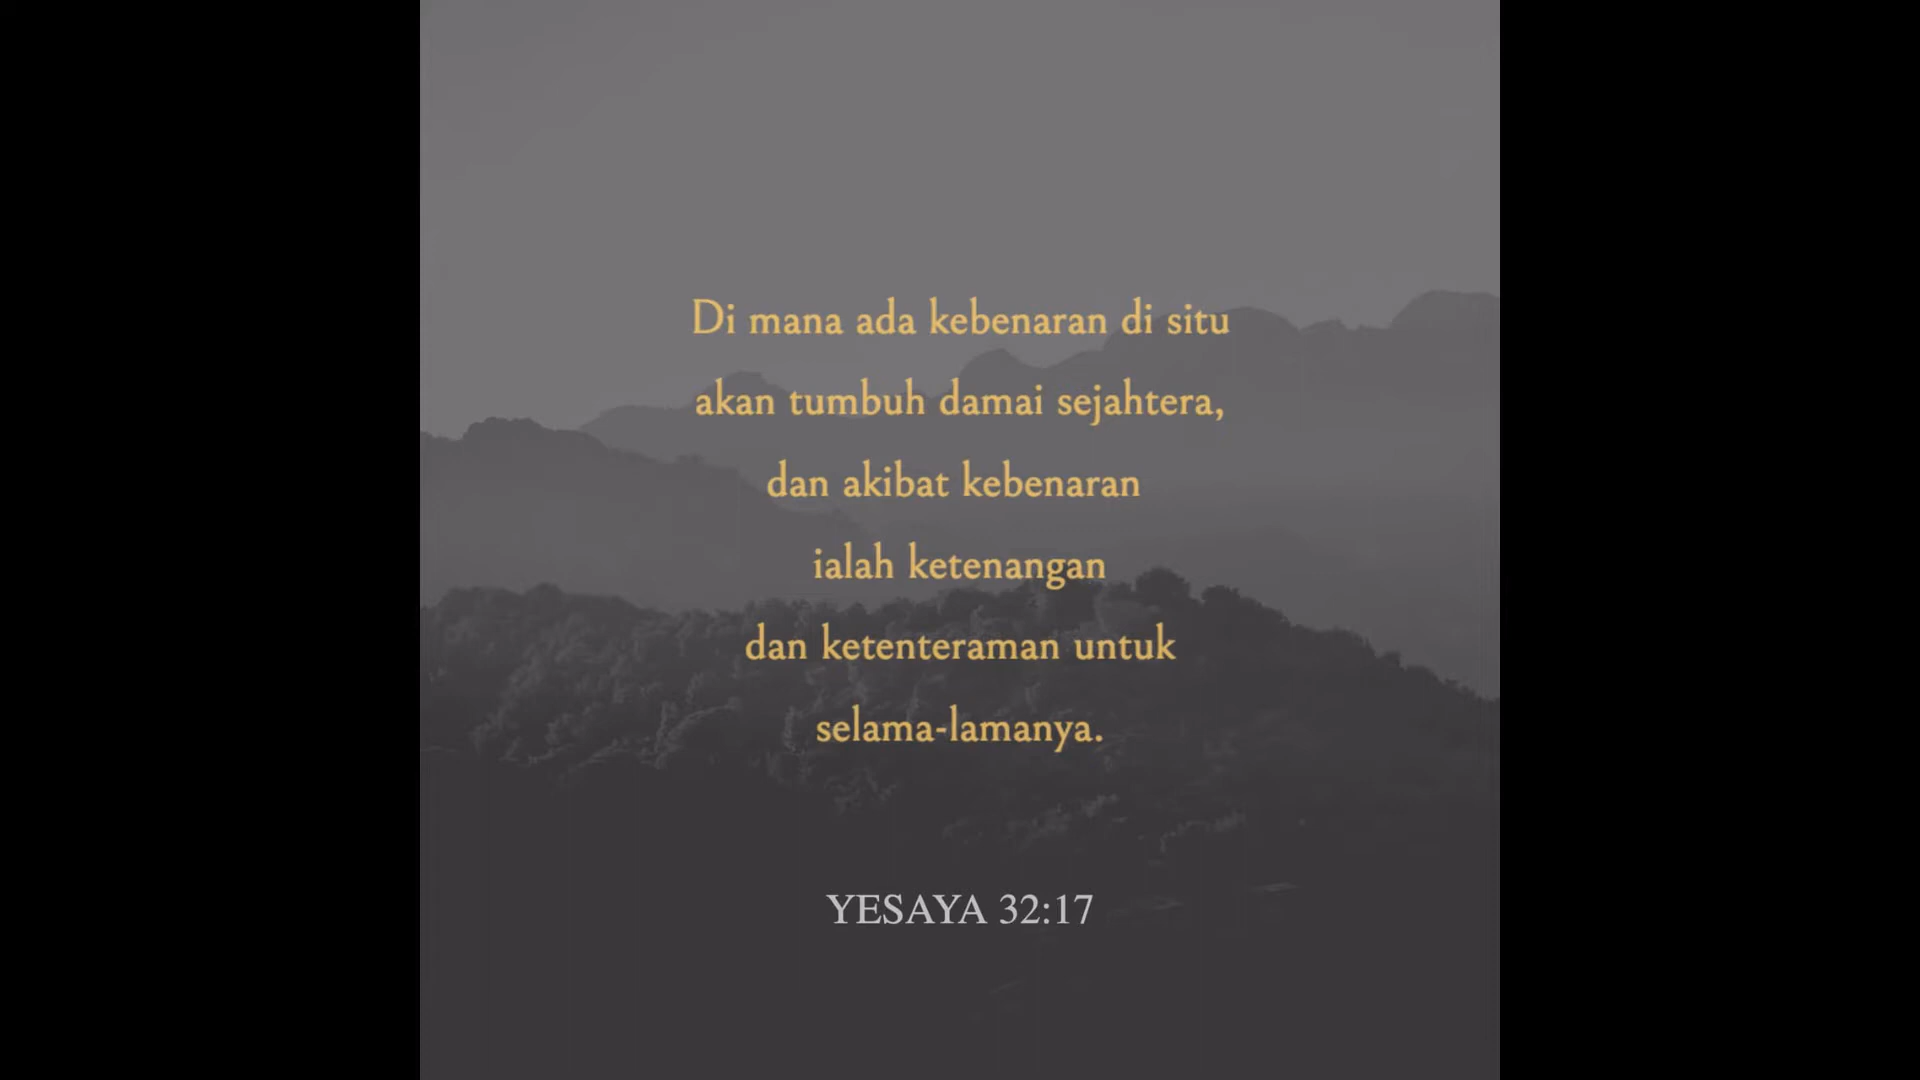 Di mana ada kebenaran di situ
akan tumbuh damai sejahtera,
dan akibat kebenaran
ialah ketenangan
dan ketenteraman untuk
selama-lamanya.
YESAYA 32:17